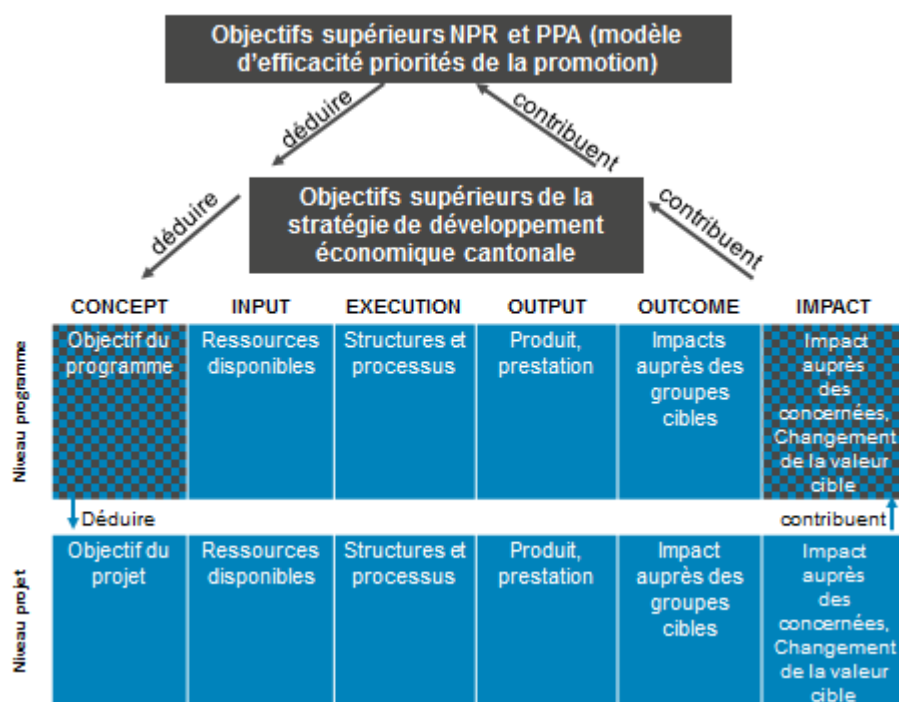 Objectifs supérieurs NPR et PPA (modèle
d'efficacité priorités de la promotion)
déduire
contribuent
Objectifs supérieurs de la
stratégie de développement
économique cantonale
déduire
contribuent
CONCEPT
INPUT
EXECUTION
OUTPUT
OUTCOME
IMPACT
Niveau programme
Objectif du
programme
Ressources
disponibles
Structures et
processus
Produit,
prestation
Impacts
auprès des
groupes
cibles
Impact
auprès
des
concernées,
Changement
de la valeur
cible
Déduire
contribuent
Niveau projet
Objectif du
projet
Ressources
disponibles
Structures et
processus
Produit,
prestation
Impact
auprès des
groupes
cibles
Impact
auprès
des
concernées,
Changement
de la valeur
cible